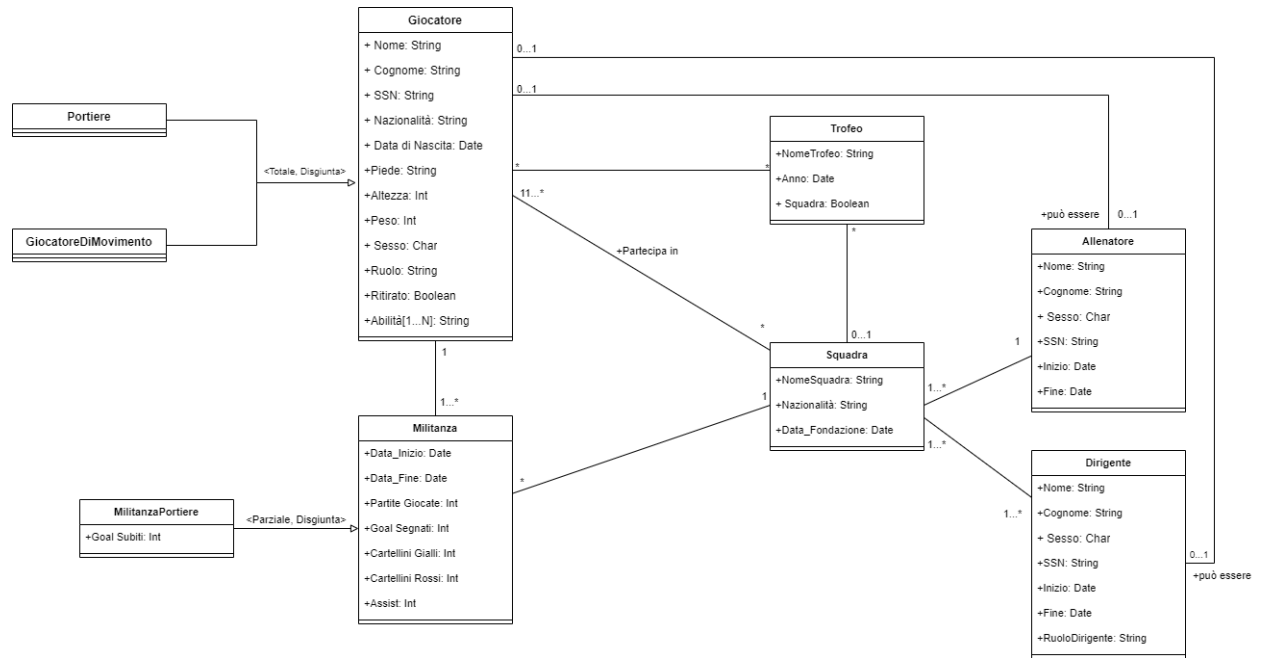 Giocatore
+ Nome: String
+ Cognome: String
+ SSN: String
+ Nazionalità: String
+ Data di Nascita: Date
+Piede: String
+Altezza: Int
+Peso: Int
+ Sesso: Char
+Ruolo: String
+Ritirato: Boolean
+Abilità[1...N]: String
0...1
0...1
*
11...*
1
Portiere
GiocatoreDiMovimento
<Totale, Disgiunta>
Trofeo
+NomeTrofeo: String
+Anno: Date
+ Squadra: Boolean
*
*
0...1
+Partecipa in
*
+può essere
0...1
Allenatore
+Nome: String
+Cognome: String
+ Sesso: Char
+SSN: String
+Inizio: Date
+Fine: Date
1
Squadra
+NomeSquadra: String
+Nazionalità: String
+Data_Fondazione: Date
1
1...*
1...*
1...*
Militanza
+Data_Inizio: Date
+Data_Fine: Date
+Partite Giocate: Int
+Goal Segnati: Int
+Cartellini Gialli: Int
+Cartellini Rossi: Int
+Assist: Int
*
MilitanzaPortiere
+Goal Subiti: Int
<Parziale, Disgiunta>
Dirigente
+Nome: String
+Cognome: String
+ Sesso: Char
+SSN: String
+Inizio: Date
+Fine: Date
+RuoloDirigente: String
1...*
0...1
+può essere